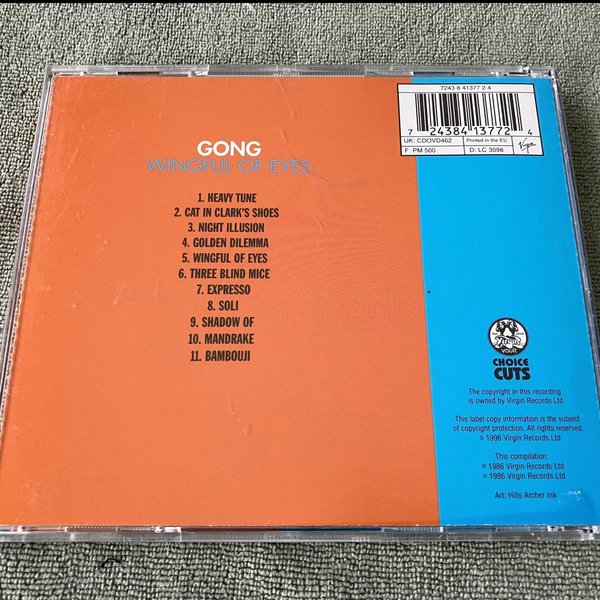 7243 8 41377 2 4
7 24384 13772 4
UK: CDOVD462
Printed in the EU
F: PM 500
D: LC 3098
Virgin
GONG
WINGFUL OF EYES
1. HEAVY TUNE
2. CAT IN CLARK'S SHOES
3. NIGHT ILLUSION
4. GOLDEN DILEMMA
5. WINGFUL OF EYES
6. THREE BLIND MICE
7. EXPRESSO
8. SOLI
9. SHADOW OF
10. MANDRAKE
11. BAMBOUJI
Virgin
vault
CHOICE
CUTS
The copyright in this recording
is owned by Virgin Records Ltd
This label copy information is the subject
of copyright protection. All rights reserved.
© 1996 Virgin Records Ltd
This compilation:
℗ 1986 Virgin Records Ltd
© 1986 Virgin Records Ltd
Art: Hills Archer Ink